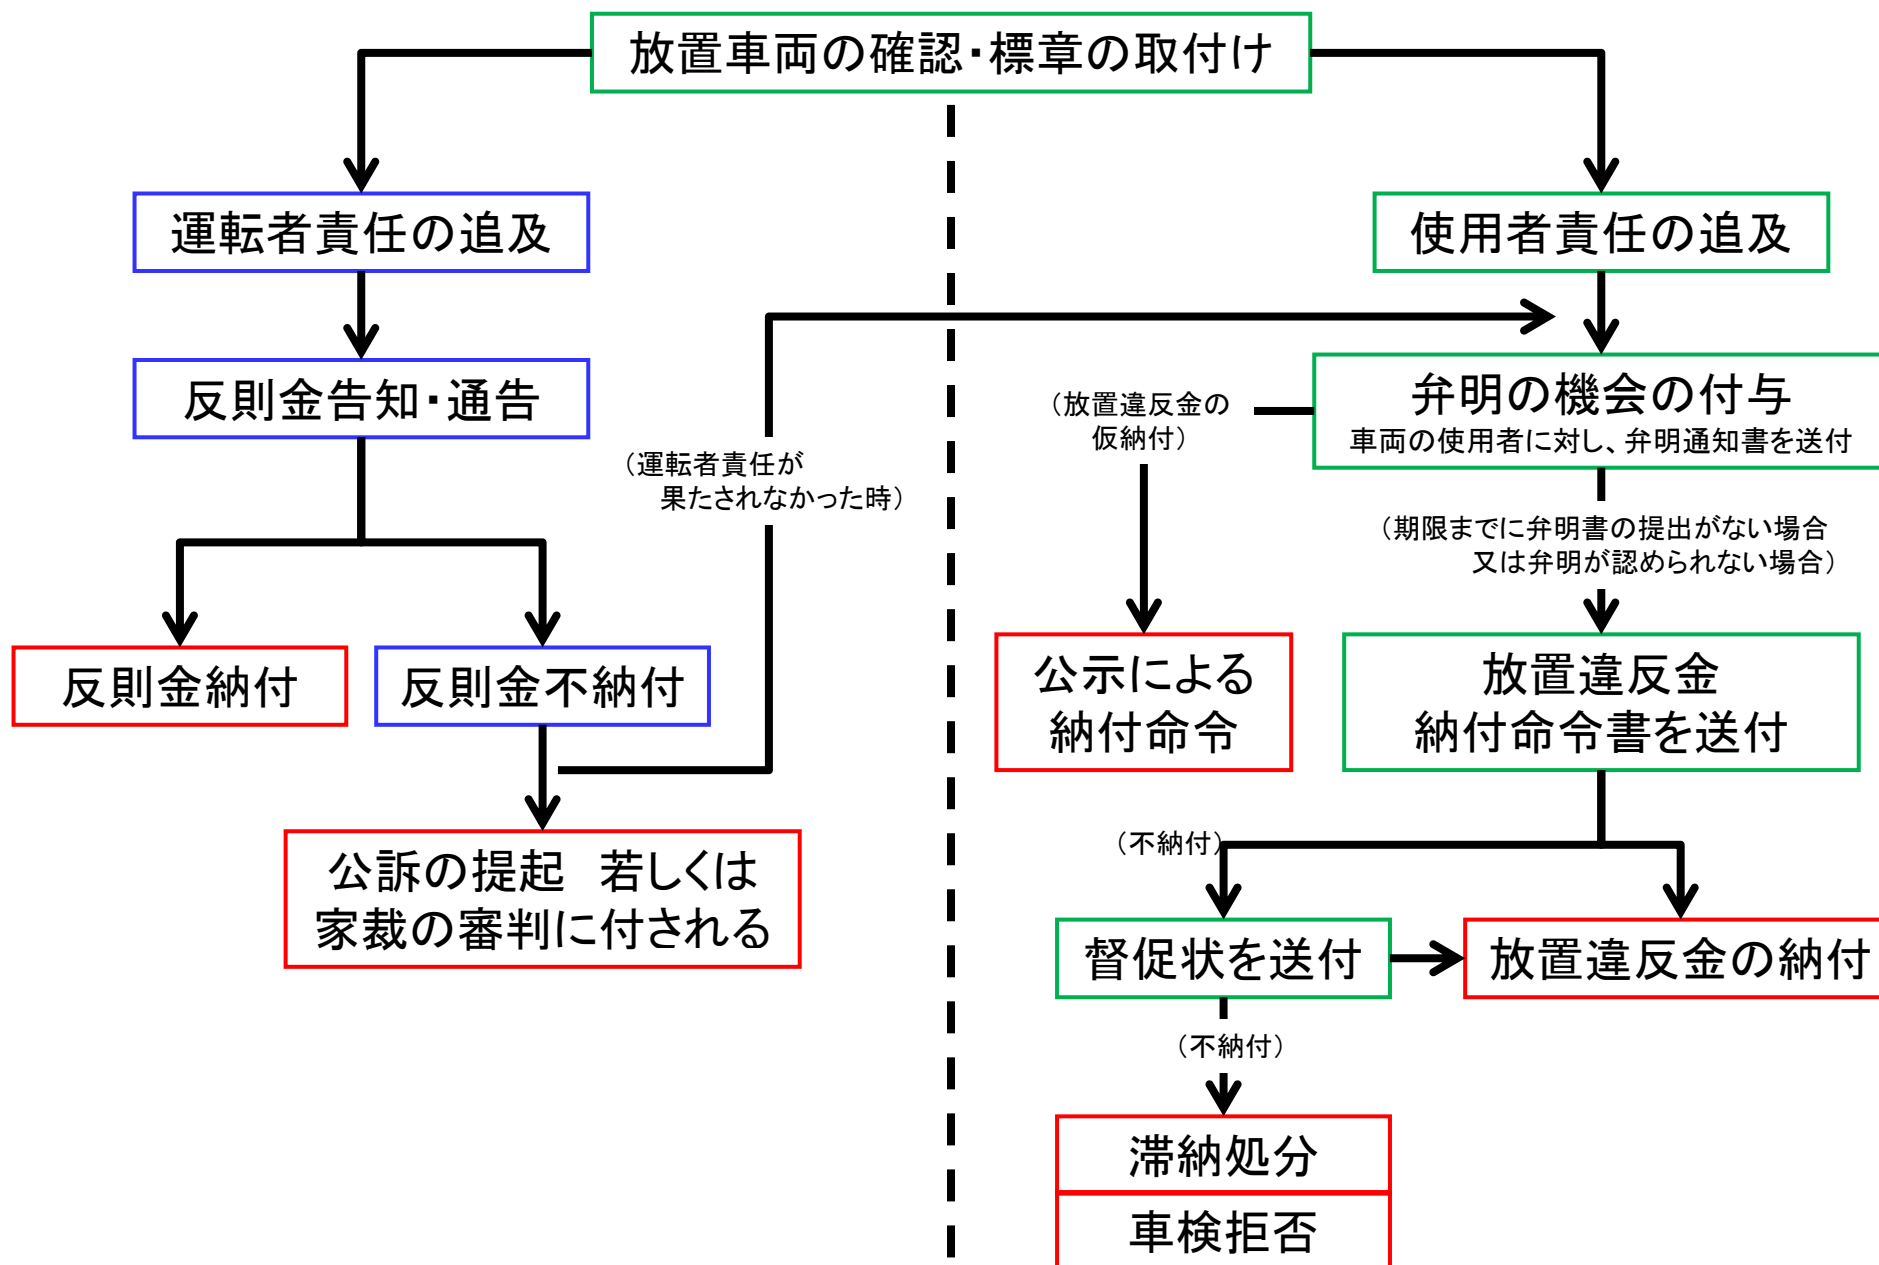 放置車両の確認・標章の取付け
運転者責任の追及
使用者責任の追及
反則金告知・通告
弁明の機会の付与
車両の使用者に対し、弁明通知書を送付
（放置違反金の
仮納付）
（運転者責任が
果たされなかった時）
（期限までに弁明書の提出がない場合
又は弁明が認められない場合）
反則金納付
反則金不納付
公示による
納付命令
放置違反金
納付命令書を送付
公訴の提起　若しくは
家裁の審判に付される
（不納付）
督促状を送付
放置違反金の納付
（不納付）
滞納処分
車検拒否